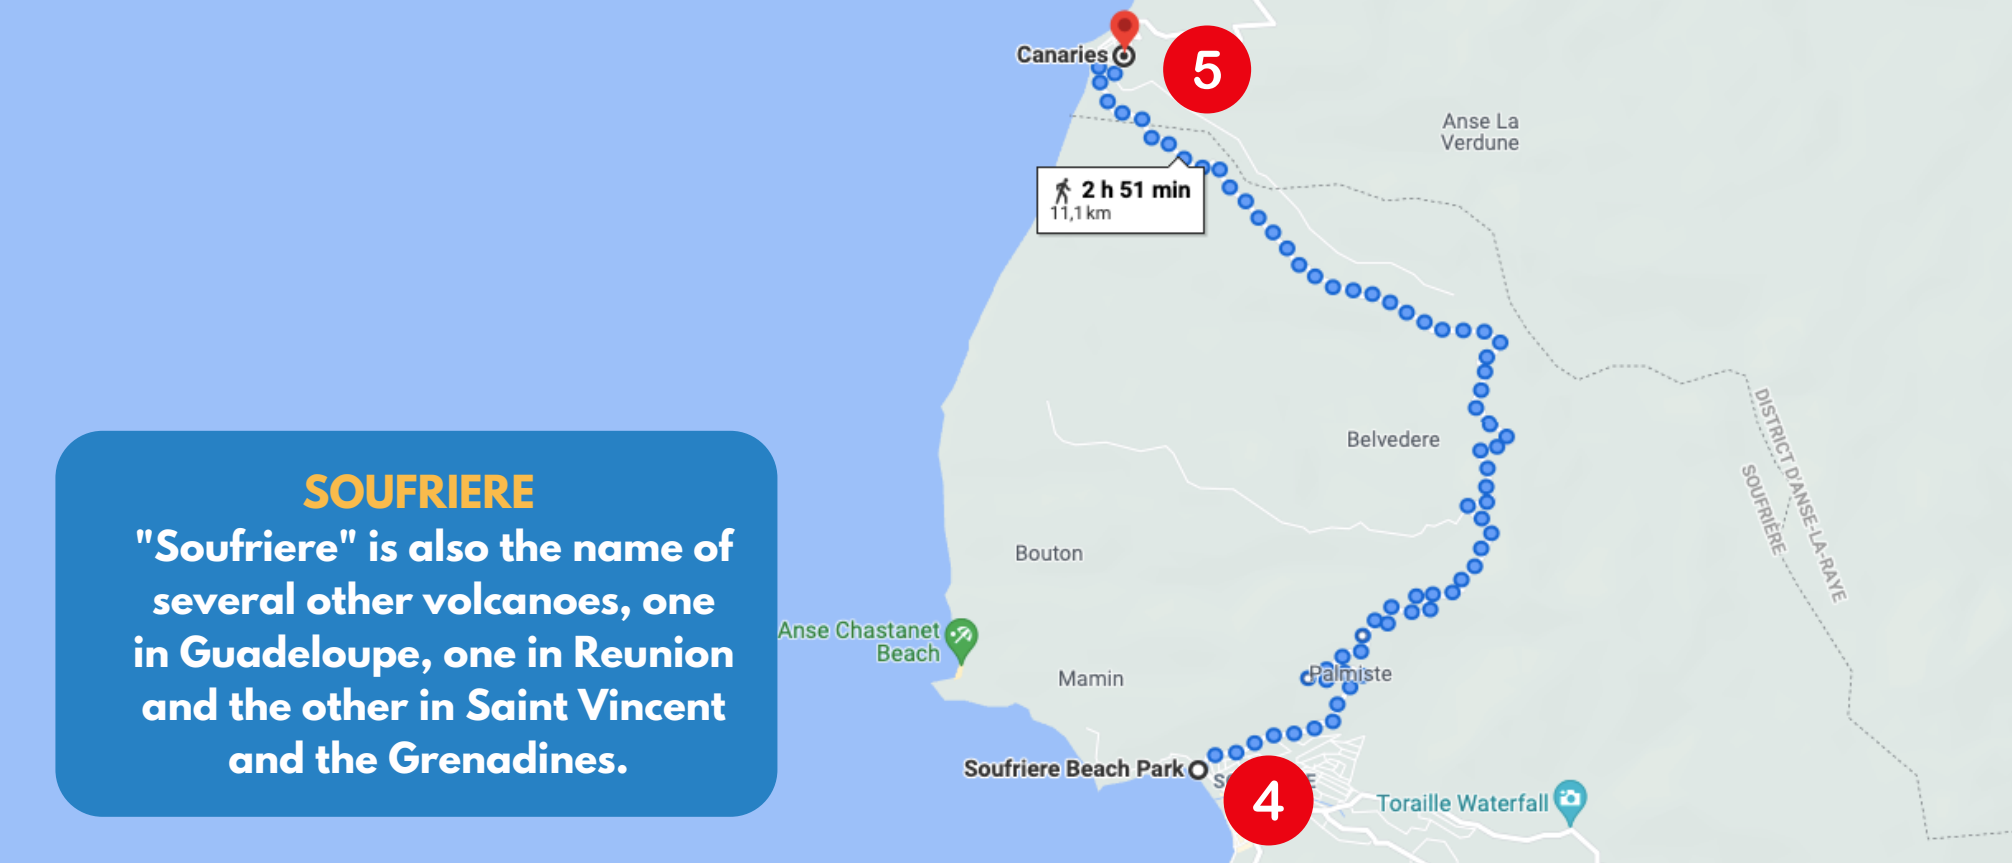 Canaries
5
Anse La
Verdune
2 h 51 min
11,1 km
DISTRICT D'ANSE-LA-RAYE
SOUFRIÈRE
Belvedere
SOUFRIERE
"Soufriere" is also the name of
several other volcanoes, one
in Guadeloupe, one in Reunion
and the other in Saint Vincent
and the Grenadines.
Bouton
Anse Chastanet
Beach
Mamin
Palmiste
Soufriere Beach Park
4
Toraille Waterfall